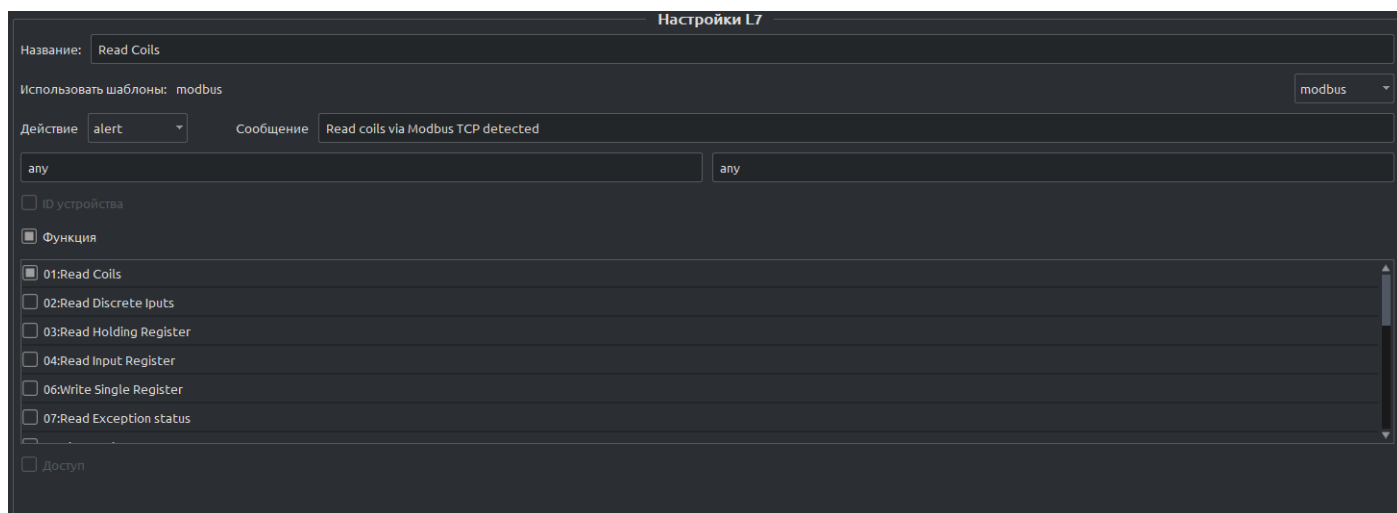 Настройки L7
Название: Read Coils
Использовать шаблоны: modbus modbus
Действие alert Сообщение Read coils via Modbus TCP detected
any any
ID устройства
Функция
01:Read Coils
02:Read Discrete Iputs
03:Read Holding Register
04:Read Input Register
06:Write Single Register
07:Read Exception status
Доступ